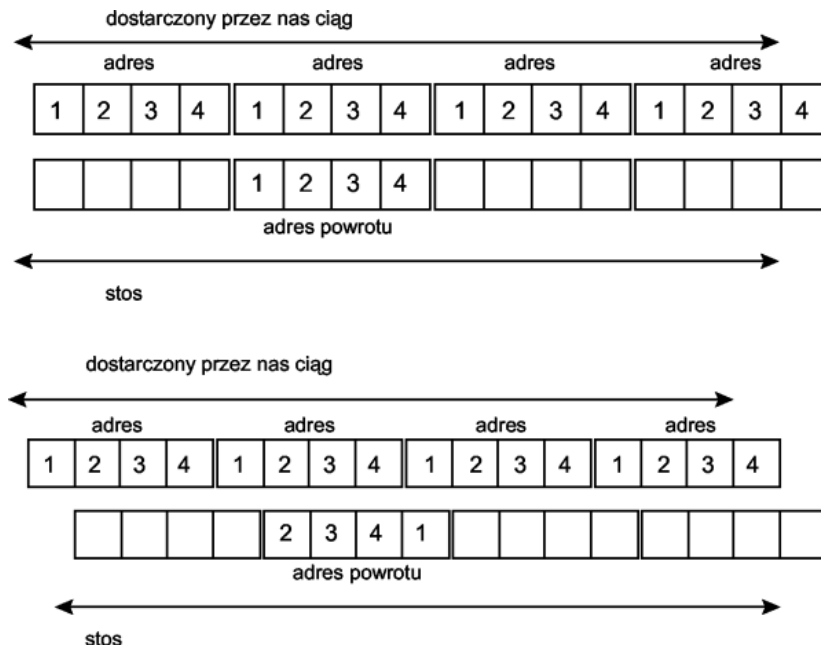 dostarczony przez nas ciąg
adres adres adres adres
1 2 3 4 1 2 3 4 1 2 3 4 1 2 3 4
1 2 3 4
adres powrotu
stos
dostarczony przez nas ciąg
adres adres adres adres
1 2 3 4 1 2 3 4 1 2 3 4 1 2 3 4
2 3 4 1
adres powrotu
stos